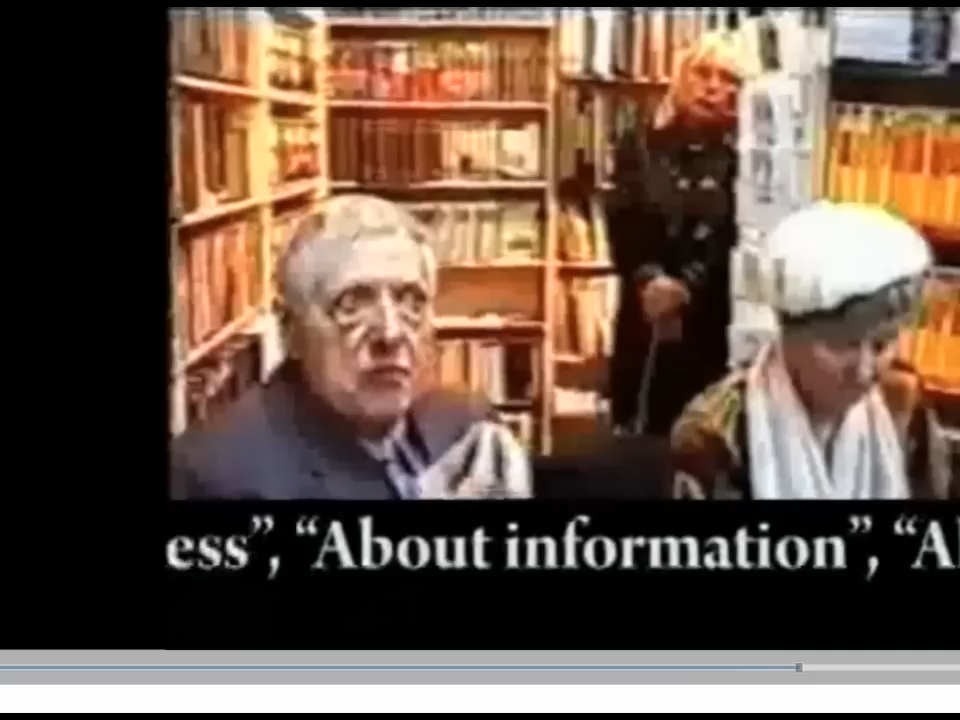 ess”, “About information”, “A